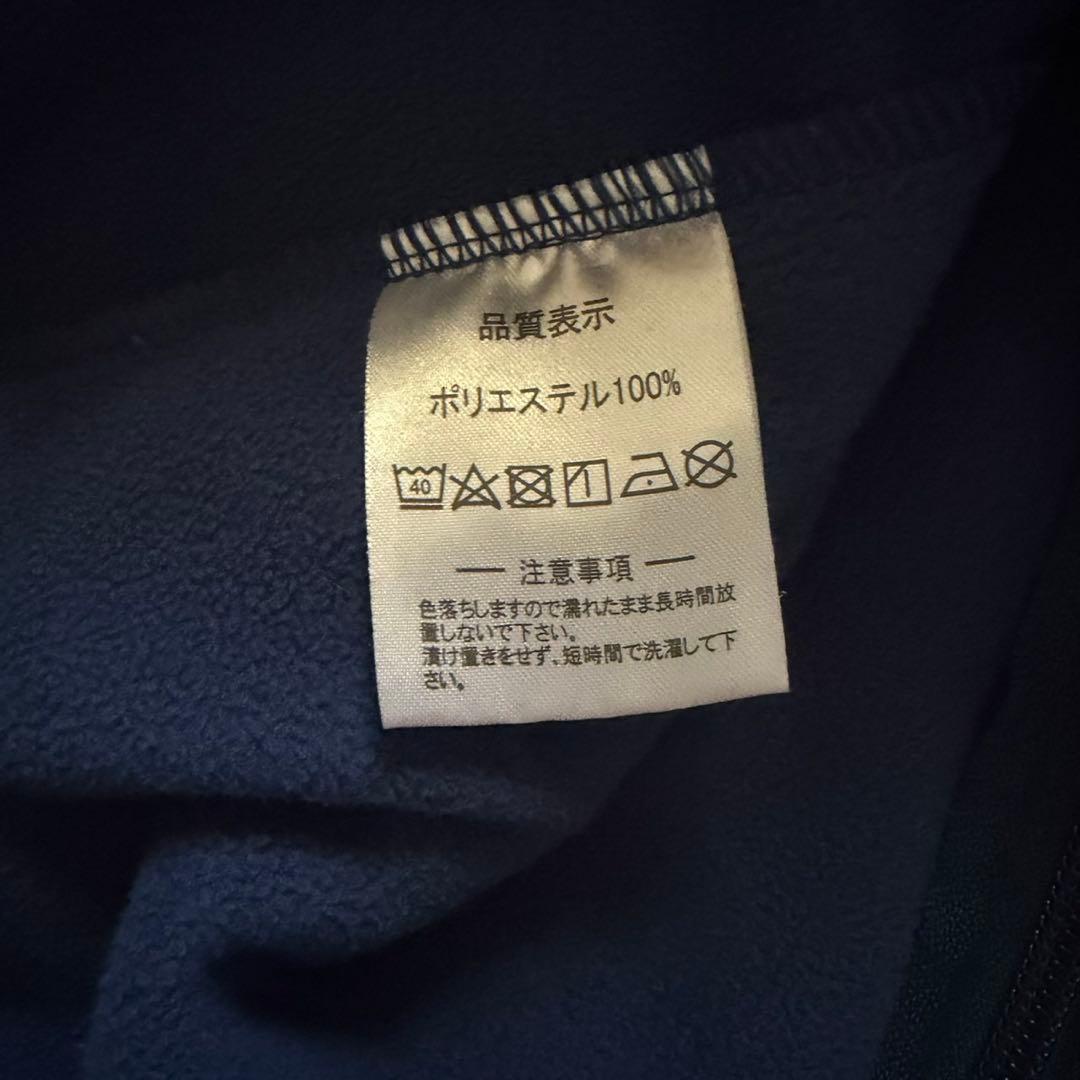 品質表示
ポリエステル100%
40
注意事項
色落ちしますので濡れたまま長時間放
置しないで下さい。
漬け置きをせず、短時間で洗濯して下
さい。